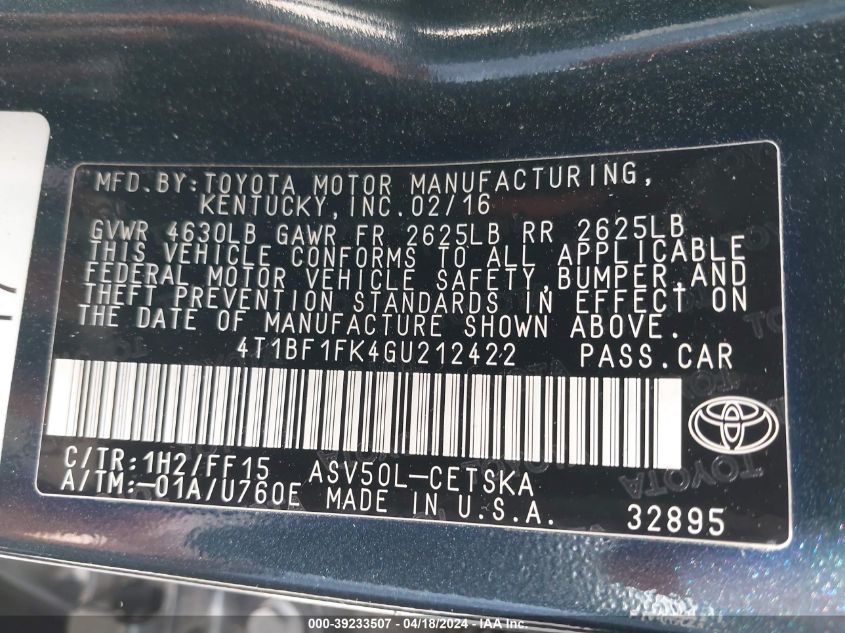 MFD.BY:TOYOTA MOTOR MANUFACTURING,
KENTUCKY,INC.02/16
GVWR 4630LB GAWR FR 2625LB RR 2625LB
THIS VEHICLE CONFORMS TO ALL APPLICABLE
FEDERAL MOTOR VEHICLE SAFETY,BUMPER,AND
THEFT PREVENTION STANDARDS IN EFFECT ON
THE DATE OF MANUFACTURE SHOWN ABOVE.
4T1BF1FK4GU212422 PASS.CAR
C/TR:1H2/FF15 ASV50L-CETSKA
A/TM:-01A/U760E MADE IN U.S.A. 32895
000-39233507 - 04/18/2024 - IAA, Inc.